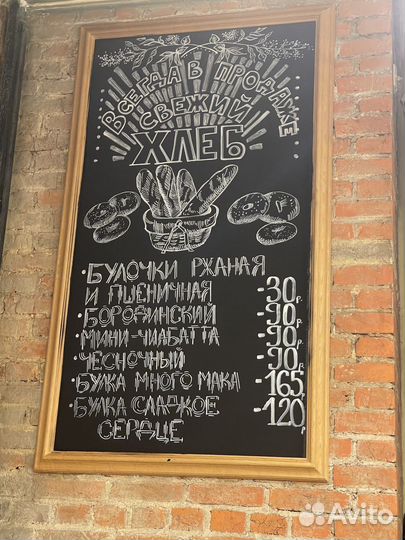 ВСЕГДА В ПРОДАЖЕ
СВЕЖИЙ
ХЛЕБ
·БУЛОЧКИ РЖАНАЯ
И ПШЕНИЧНАЯ -30р.
·БОРОДИНСКИЙ -90р.
·МИНИ-ЧИАБАТТА -90р.
·ЧЕСНОЧНЫЙ -90р.
·БУЛКА МНОГО МАКА -165р.
·БУЛКА СЛАДКОЕ -120р.
СЕРДЦЕ
Avito